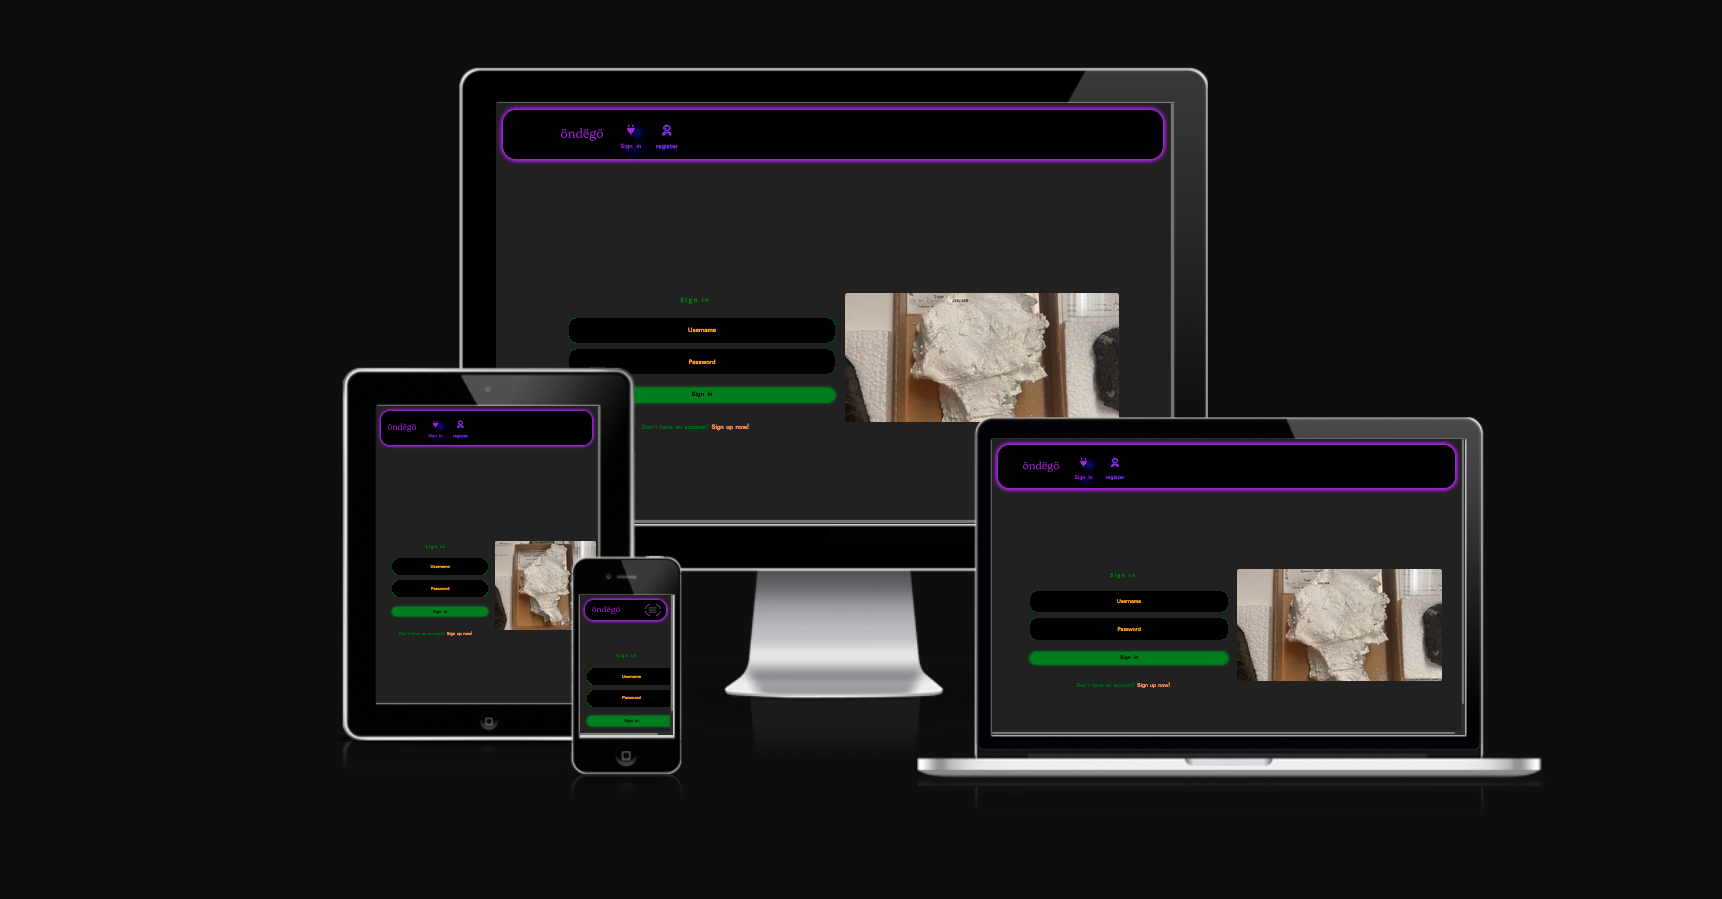 öndëgö
Sign in
register
Sign in
Username
Password
Sign in
Don't have an account? Sign up now!
öndëgö
Sign in
register
Sign in
Username
Password
Sign in
Don't have an account? Sign up now!
öndëgö
Sign in
Username
Password
Sign in
öndëgö
Sign in
register
Sign in
Username
Password
Sign in
Don't have an account? Sign up now!